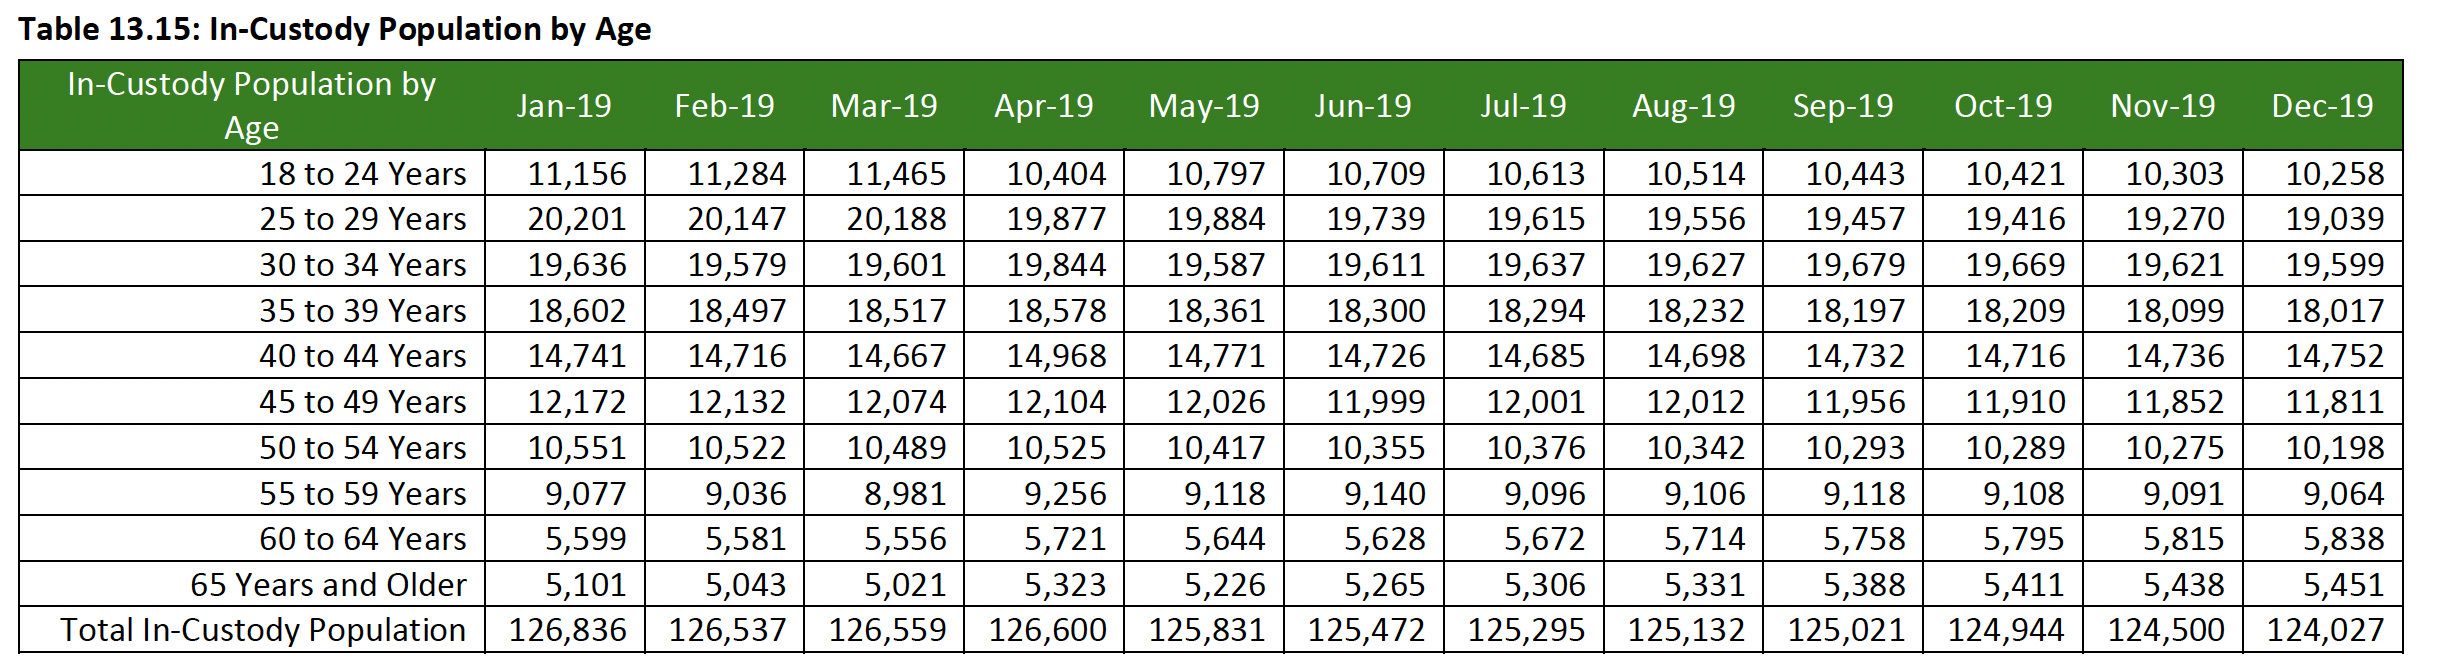 Table 13.15: In-Custody Population by Age
In-Custody Population by Age Jan-19 Feb-19 Mar-19 Apr-19 May-19 Jun-19 Jul-19 Aug-19 Sep-19 Oct-19 Nov-19 Dec-19
18 to 24 Years 11,156 11,284 11,465 10,404 10,797 10,709 10,613 10,514 10,443 10,421 10,303 10,258
25 to 29 Years 20,201 20,147 20,188 19,877 19,884 19,739 19,615 19,556 19,457 19,416 19,270 19,039
30 to 34 Years 19,636 19,579 19,601 19,844 19,587 19,611 19,637 19,627 19,679 19,669 19,621 19,599
35 to 39 Years 18,602 18,497 18,517 18,578 18,361 18,300 18,294 18,232 18,197 18,209 18,099 18,017
40 to 44 Years 14,741 14,716 14,667 14,968 14,771 14,726 14,685 14,698 14,732 14,716 14,736 14,752
45 to 49 Years 12,172 12,132 12,074 12,104 12,026 11,999 12,001 12,012 11,956 11,910 11,852 11,811
50 to 54 Years 10,551 10,522 10,489 10,525 10,417 10,355 10,376 10,342 10,293 10,289 10,275 10,198
55 to 59 Years 9,077 9,036 8,981 9,256 9,118 9,140 9,096 9,106 9,118 9,108 9,091 9,064
60 to 64 Years 5,599 5,581 5,556 5,721 5,644 5,628 5,672 5,714 5,758 5,795 5,815 5,838
65 Years and Older 5,101 5,043 5,021 5,323 5,226 5,265 5,306 5,331 5,388 5,411 5,438 5,451
Total In-Custody Population 126,836 126,537 126,559 126,600 125,831 125,472 125,295 125,132 125,021 124,944 124,500 124,027